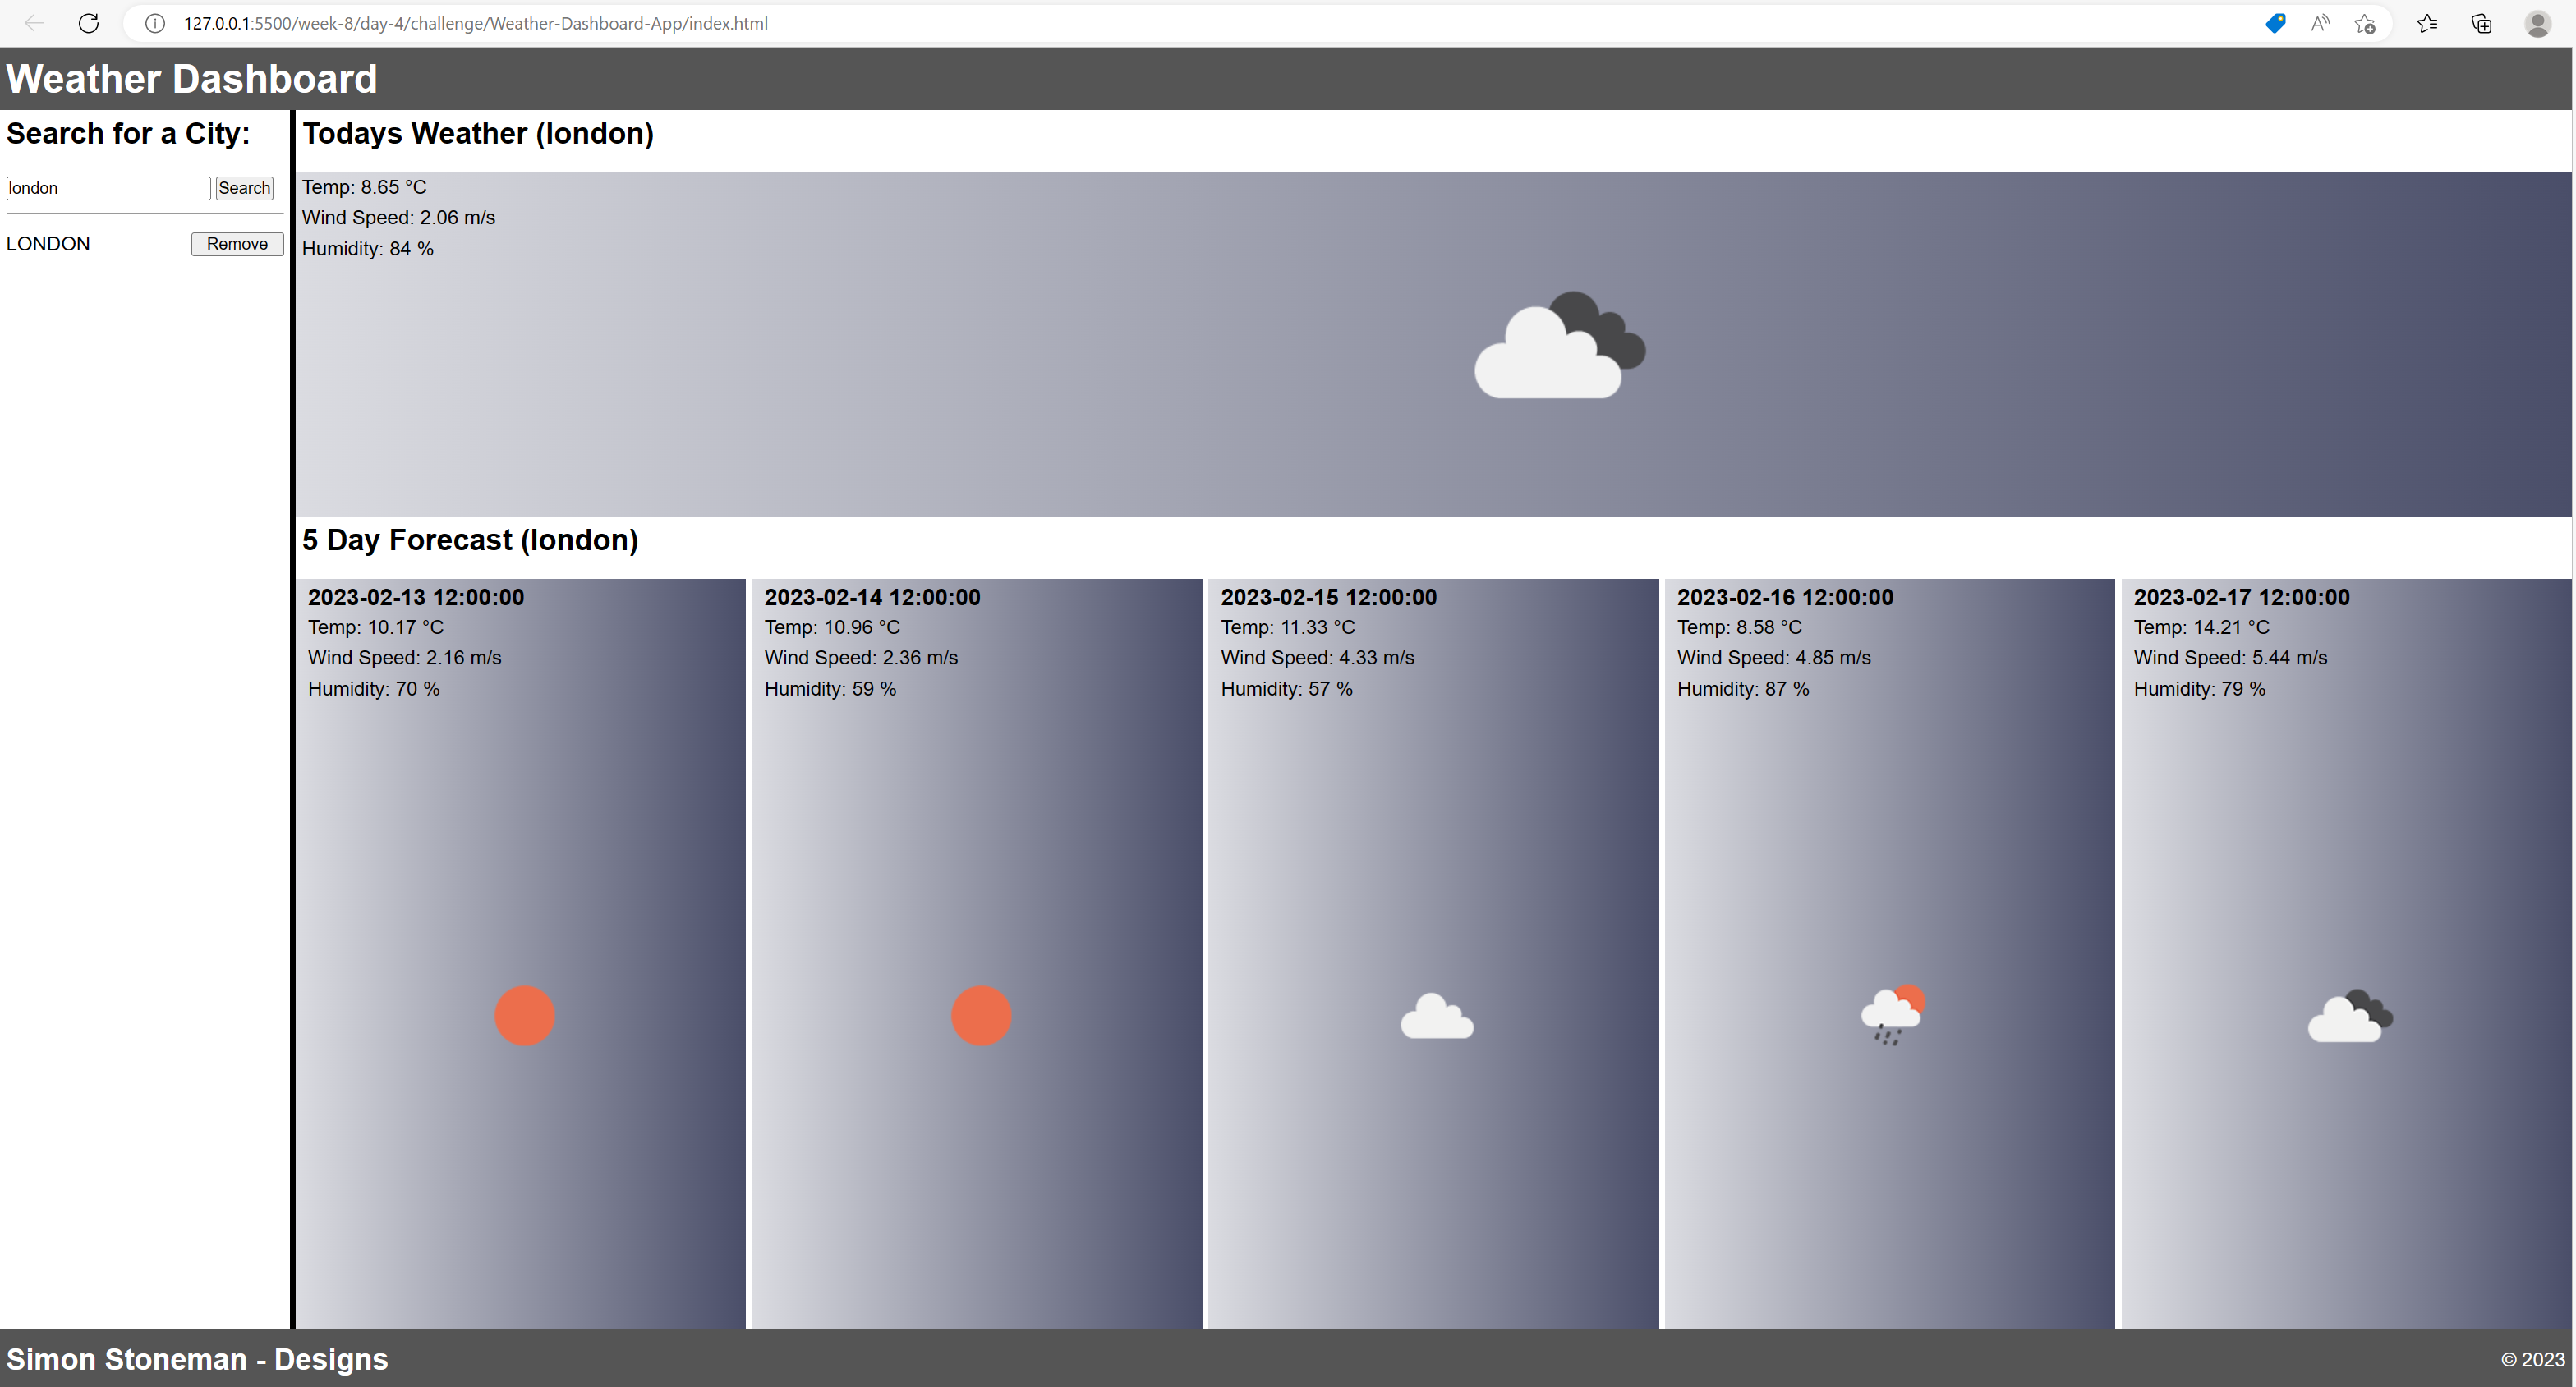 127.0.0.1:5500/week-8/day-4/challenge/Weather-Dashboard-App/index.html
Weather Dashboard
Search for a City:
london Search
LONDON Remove
Todays Weather (london)
Temp: 8.65 °C
Wind Speed: 2.06 m/s
Humidity: 84 %
5 Day Forecast (london)
2023-02-13 12:00:00
Temp: 10.17 °C
Wind Speed: 2.16 m/s
Humidity: 70 %
2023-02-14 12:00:00
Temp: 10.96 °C
Wind Speed: 2.36 m/s
Humidity: 59 %
2023-02-15 12:00:00
Temp: 11.33 °C
Wind Speed: 4.33 m/s
Humidity: 57 %
2023-02-16 12:00:00
Temp: 8.58 °C
Wind Speed: 4.85 m/s
Humidity: 87 %
2023-02-17 12:00:00
Temp: 14.21 °C
Wind Speed: 5.44 m/s
Humidity: 79 %
Simon Stoneman - Designs
© 2023